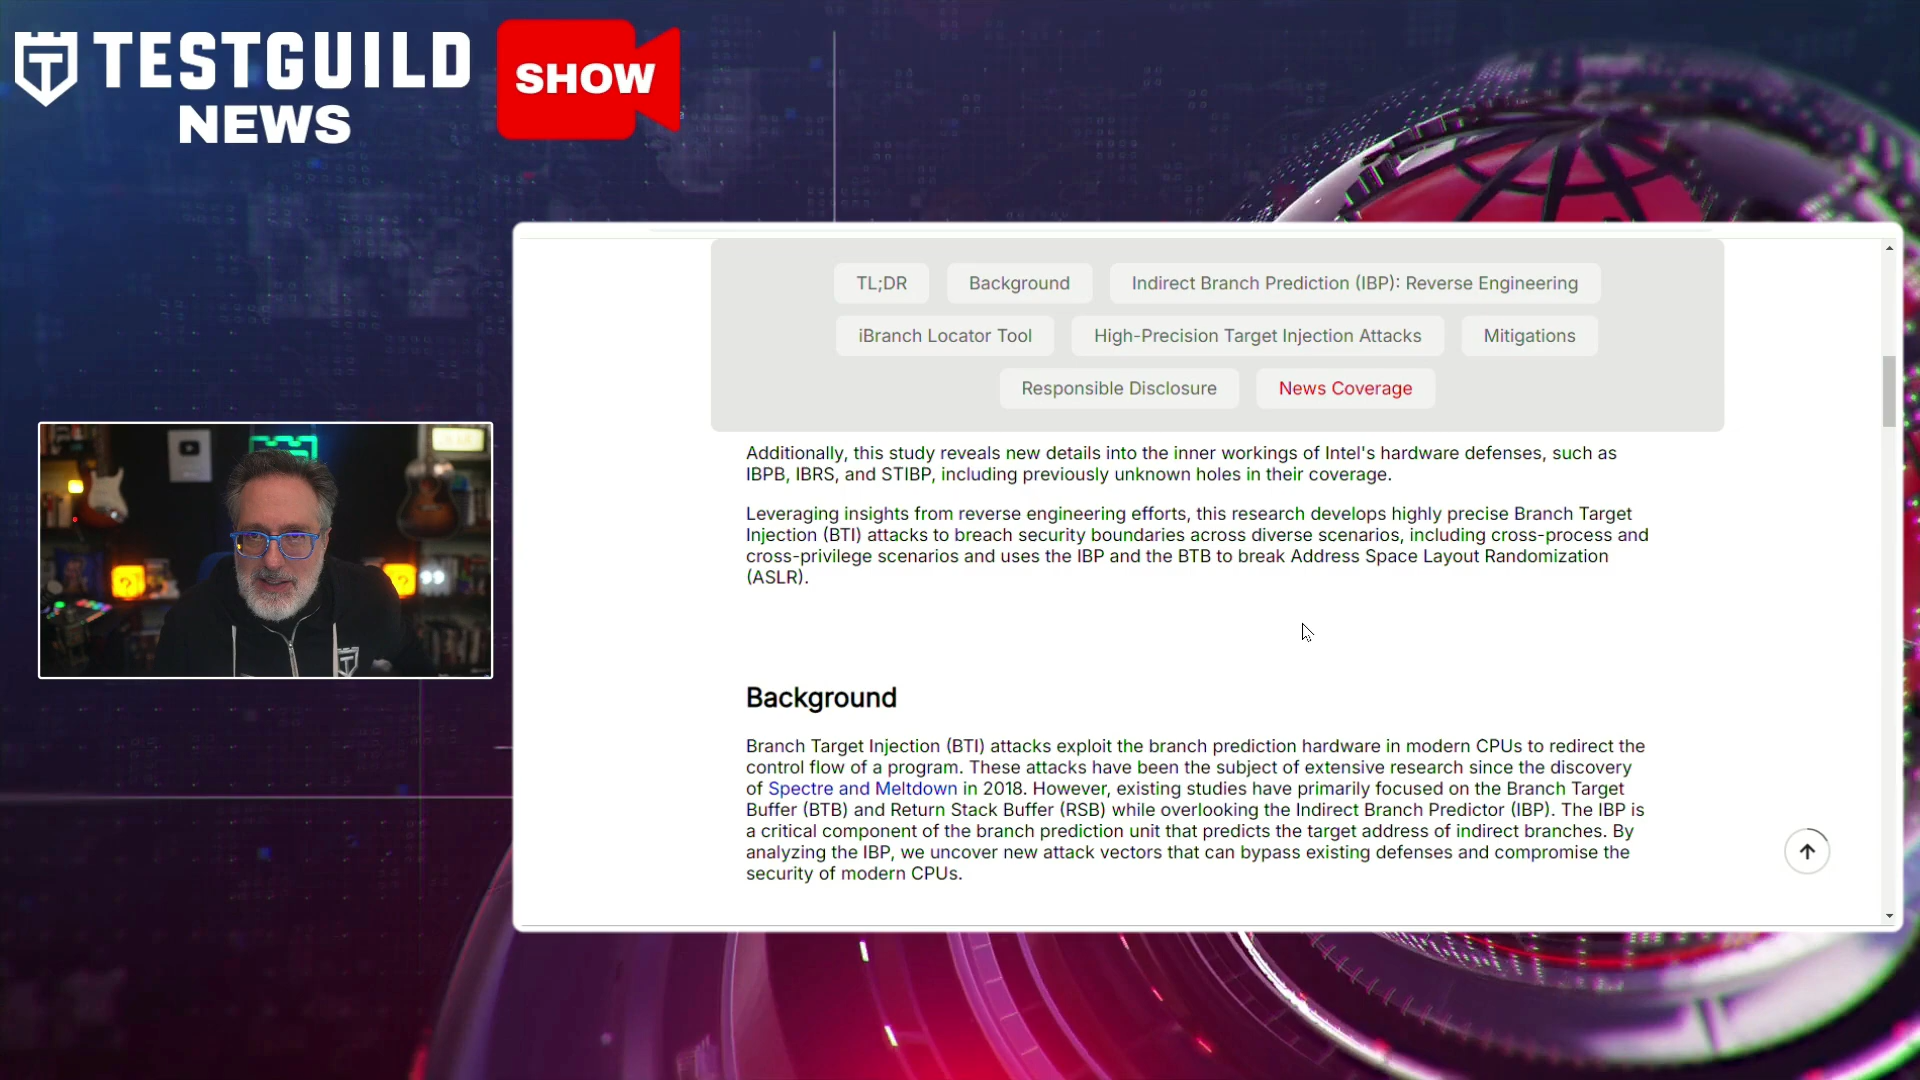 TESTGUILD
NEWS
SHOW
TL;DR
Background
Indirect Branch Prediction (IBP): Reverse Engineering
iBranch Locator Tool
High-Precision Target Injection Attacks
Mitigations
Responsible Disclosure
News Coverage
Additionally, this study reveals new details into the inner workings of Intel's hardware defenses, such as
IBPB, IBRS, and STIBP, including previously unknown holes in their coverage.
Leveraging insights from reverse engineering efforts, this research develops highly precise Branch Target
Injection (BTI) attacks to breach security boundaries across diverse scenarios, including cross-process and
cross-privilege scenarios and uses the IBP and the BTB to break Address Space Layout Randomization
(ASLR).
Background
Branch Target Injection (BTI) attacks exploit the branch prediction hardware in modern CPUs to redirect the
control flow of a program. These attacks have been the subject of extensive research since the discovery
of Spectre and Meltdown in 2018. However, existing studies have primarily focused on the Branch Target
Buffer (BTB) and Return Stack Buffer (RSB) while overlooking the Indirect Branch Predictor (IBP). The IBP is
a critical component of the branch prediction unit that predicts the target address of indirect branches. By
analyzing the IBP, we uncover new attack vectors that can bypass existing defenses and compromise the
security of modern CPUs.